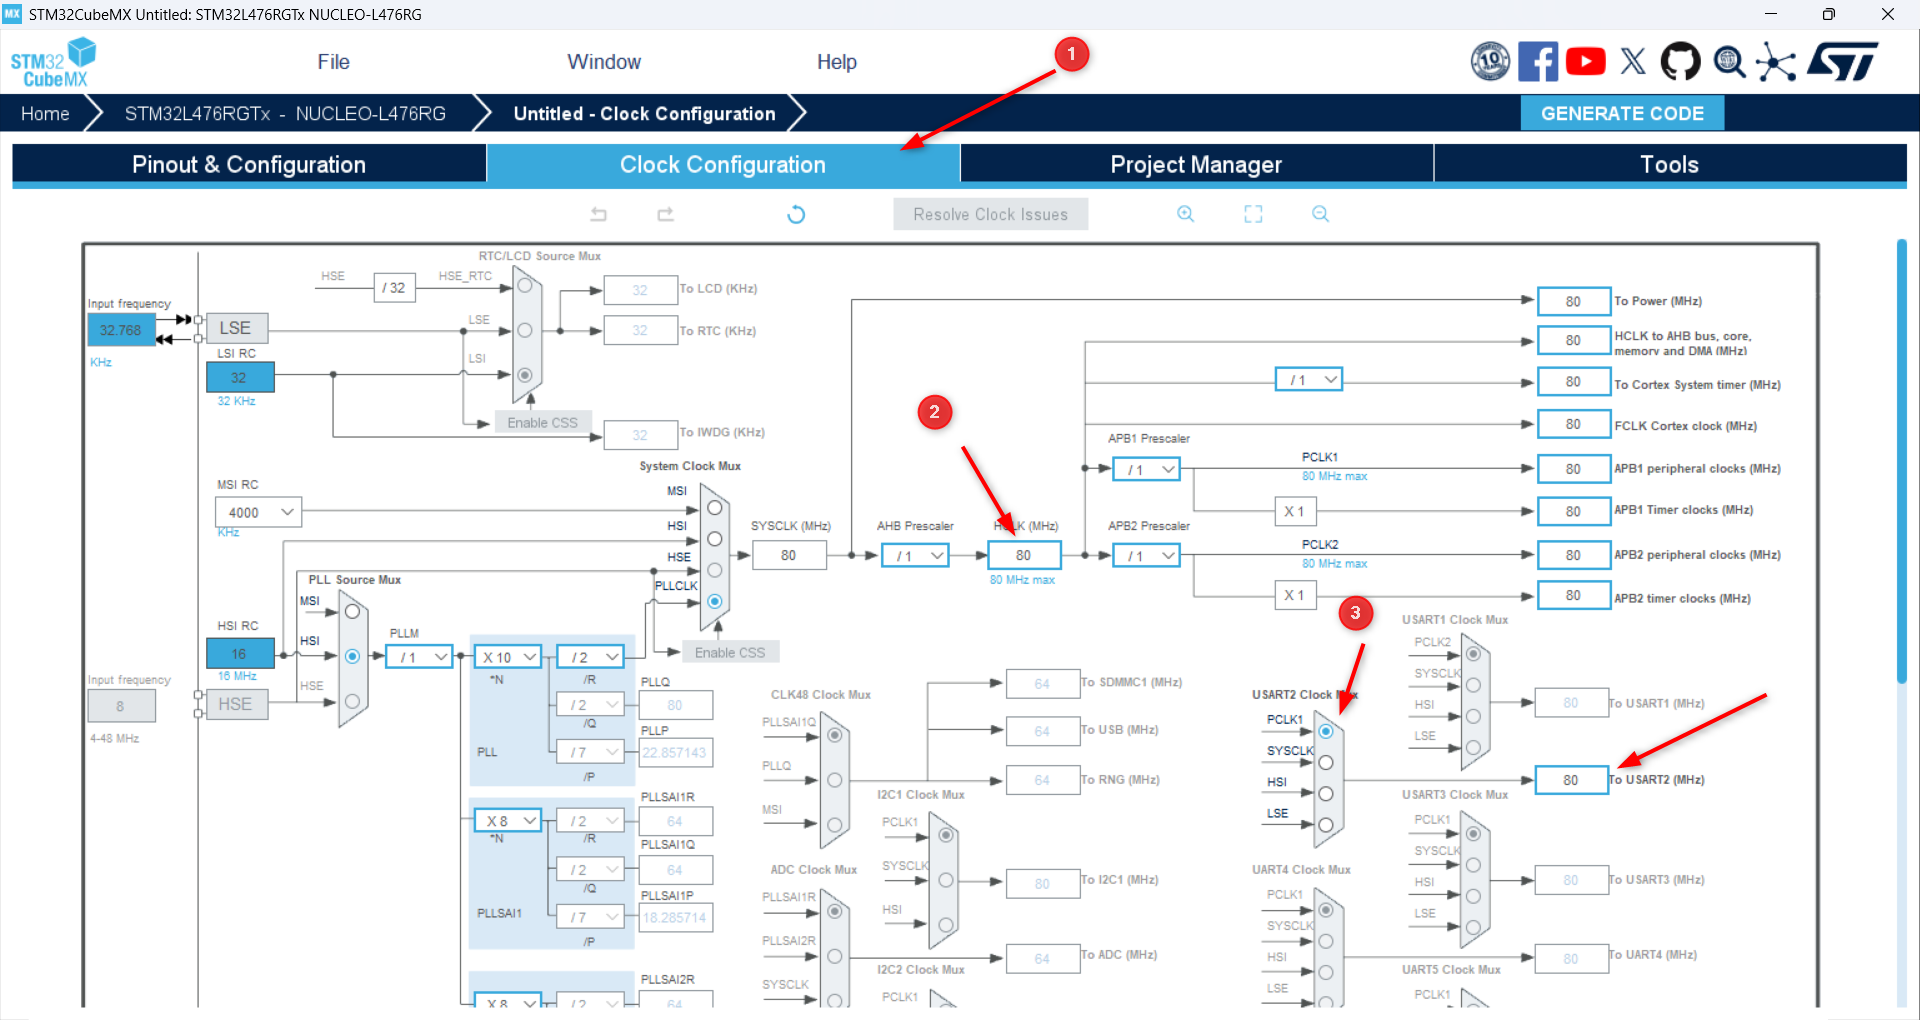 MX STM32CubeMX Untitled: STM32L476RGTx NUCLEO-L476RG
STM32
CubeMX
File
Window
Help
1
10
YEARS
ST
Home
STM32L476RGTx - NUCLEO-L476RG
Untitled - Clock Configuration
GENERATE CODE
Pinout & Configuration
Clock Configuration
Project Manager
Tools
Resolve Clock Issues
RTC/LCD Source Mux
HSE
/ 32
HSE_RTC
32
To LCD (KHz)
Input frequency
32.768
KHz
LSE
LSE
32
To RTC (KHz)
LSI RC
32
32 KHz
LSI
Enable CSS
32
To IWDG (KHz)
80
To Power (MHz)
80
HCLK to AHB bus, core,
memory and DMA (MHz)
/ 1
80
To Cortex System timer (MHz)
80
FCLK Cortex clock (MHz)
2
System Clock Mux
MSI RC
4000
KHz
MSI
HSI
HSE
PLLCLK
Enable CSS
SYSCLK (MHz)
80
AHB Prescaler
/ 1
HCLK (MHz)
80
80 MHz max
APB1 Prescaler
/ 1
PCLK1
80 MHz max
80
APB1 peripheral clocks (MHz)
X 1
80
APB1 Timer clocks (MHz)
APB2 Prescaler
/ 1
PCLK2
80 MHz max
80
APB2 peripheral clocks (MHz)
X 1
80
APB2 timer clocks (MHz)
3
PLL Source Mux
MSI
HSI
HSE
HSI RC
16
16 MHz
Input frequency
8
4-48 MHz
HSE
PLLM
/ 1
X 10
*N
/ 2
/R
PLLQ
/ 2
80
/Q
PLLP
PLL
/ 7
22.857143
/P
PLLSAI1R
X 8
*N
/ 2
64
/R
PLLSAI1Q
/ 2
64
/Q
PLLSAI1P
PLLSAI1
/ 7
18.285714
/P
PLLSAI2R
X 8
/ 2
64
CLK48 Clock Mux
PLLSAI1Q
PLLQ
MSI
64
To SDMMC1 (MHz)
64
To USB (MHz)
64
To RNG (MHz)
ADC Clock Mux
PLLSAI1R
PLLSAI2R
SYSCLK
64
To ADC (MHz)
I2C1 Clock Mux
PCLK1
SYSCLK
HSI
80
To I2C1 (MHz)
I2C2 Clock Mux
PCLK1
USART2 Clock Mux
PCLK1
SYSCLK
HSI
LSE
80
To USART2 (MHz)
UART4 Clock Mux
PCLK1
SYSCLK
HSI
LSE
80
To UART4 (MHz)
USART1 Clock Mux
PCLK2
SYSCLK
HSI
LSE
80
To USART1 (MHz)
USART3 Clock Mux
PCLK1
SYSCLK
HSI
LSE
80
To USART3 (MHz)
UART5 Clock Mux
PCLK1